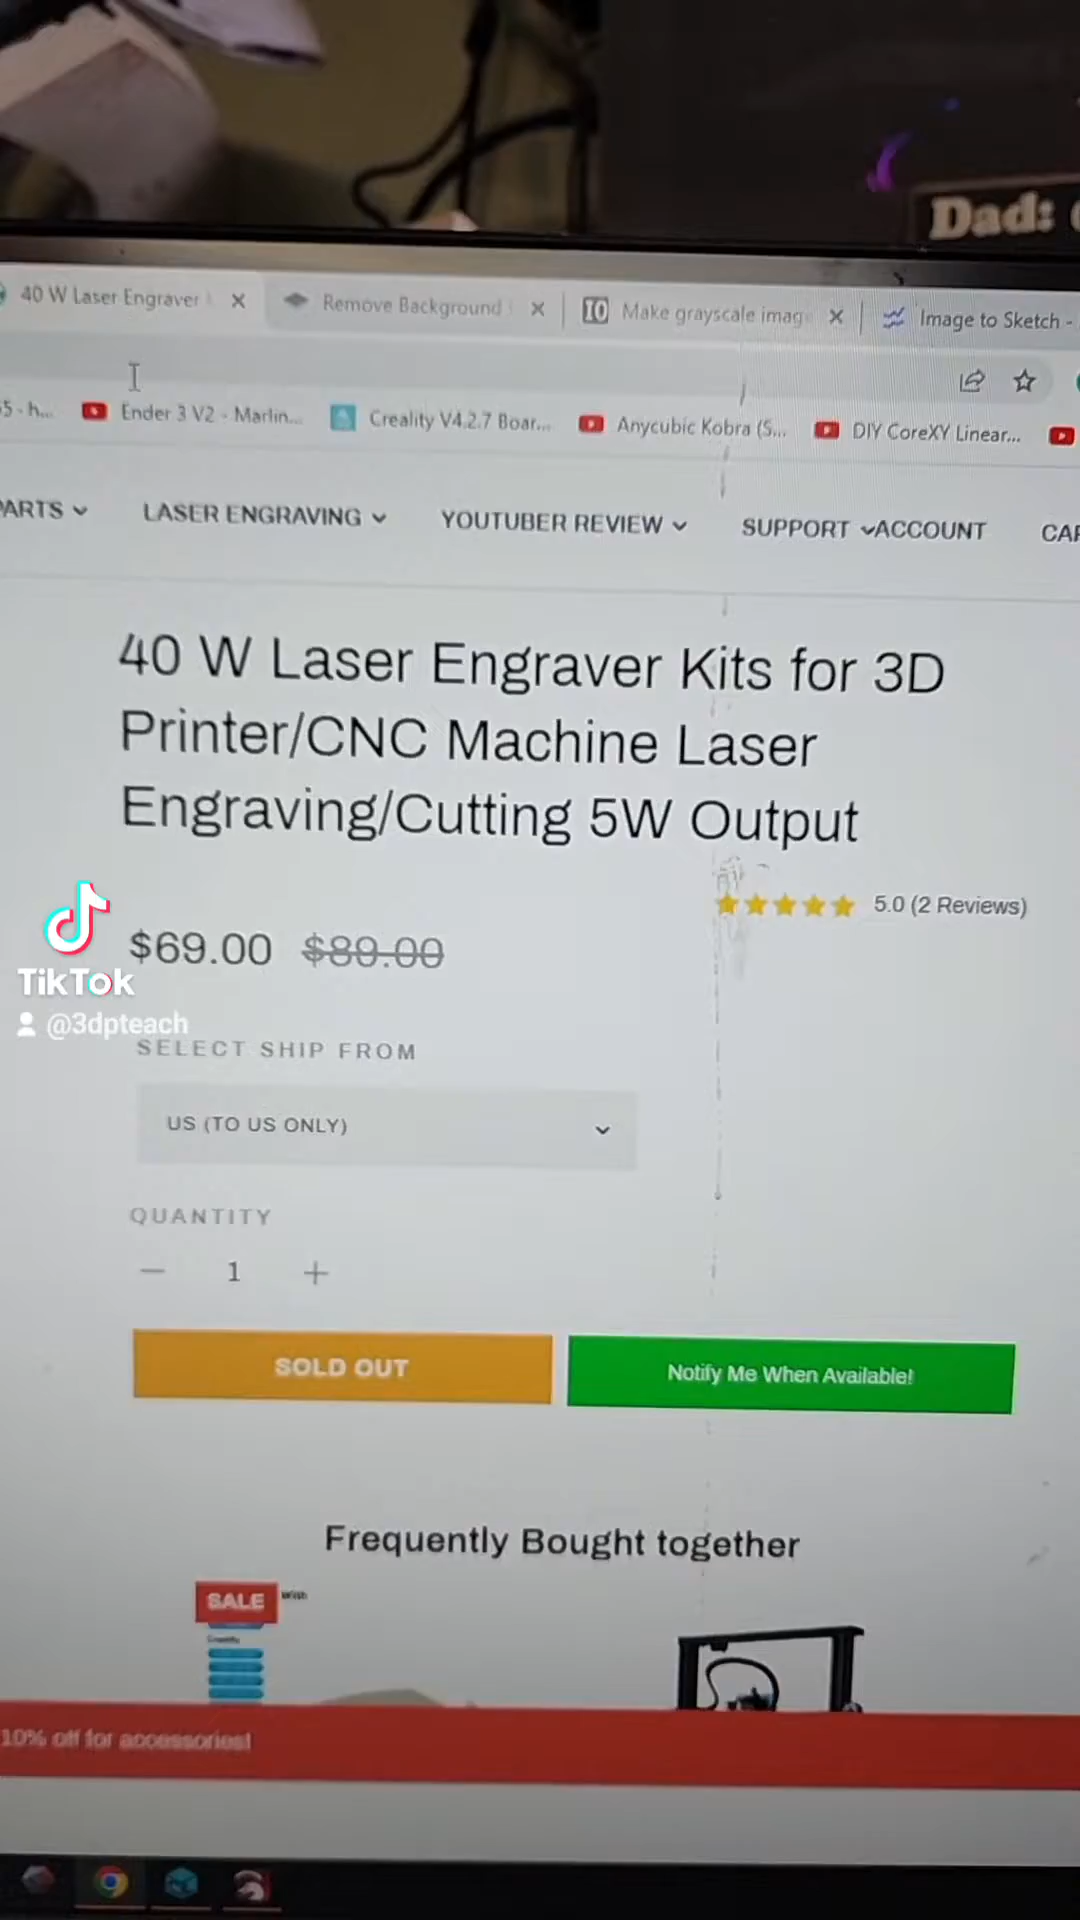 Dad:
40 W Laser Engraver
Remove Background
IO
Make grayscale imag
Image to Sketch -
5 - h...
Ender 3 V2 - Marlin...
Creality V4.2.7 Boar...
Anycubic Kobra (S...
DIY CoreXY Linear...
PARTS
LASER ENGRAVING
YOUTUBER REVIEW
SUPPORT
ACCOUNT
CAR
40 W Laser Engraver Kits for 3D
Printer/CNC Machine Laser
Engraving/Cutting 5W Output
5.0 (2 Reviews)
$69.00 $89.00
TikTok
@3dpteach
SELECT SHIP FROM
US (TO US ONLY)
QUANTITY
1
SOLD OUT
Notify Me When Available!
Frequently Bought together
SALE
10% off for accessories!